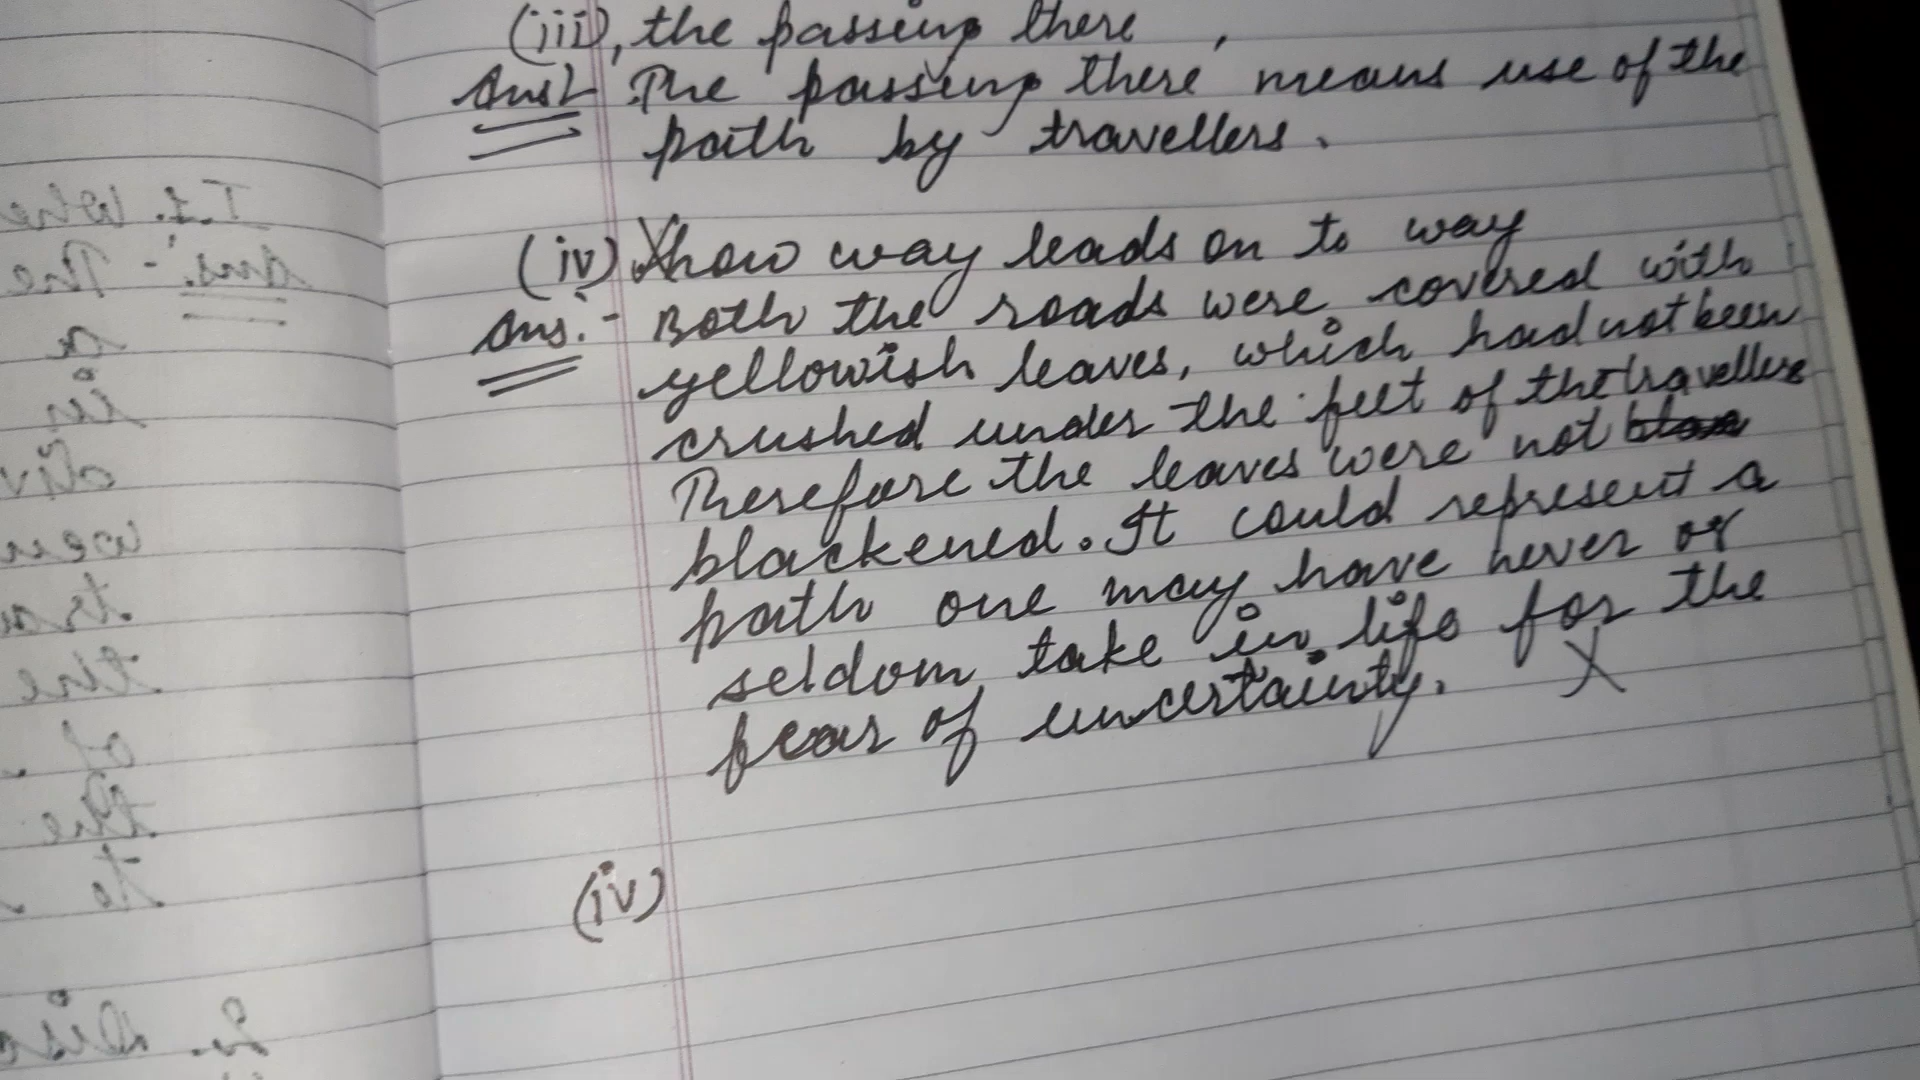 (iii), the passing there,
Ans2 The passing there means use of the
path by travellers.
(iv) how way leads on to way
Ans:- Both the roads were covered with
yellowish leaves, which had not been
crushed under the feet of the travellers
Therefore the leaves were not
blackened. It could represent a
path one may have never or
seldom take in life for the
fear of uncertainty. X
(iv)